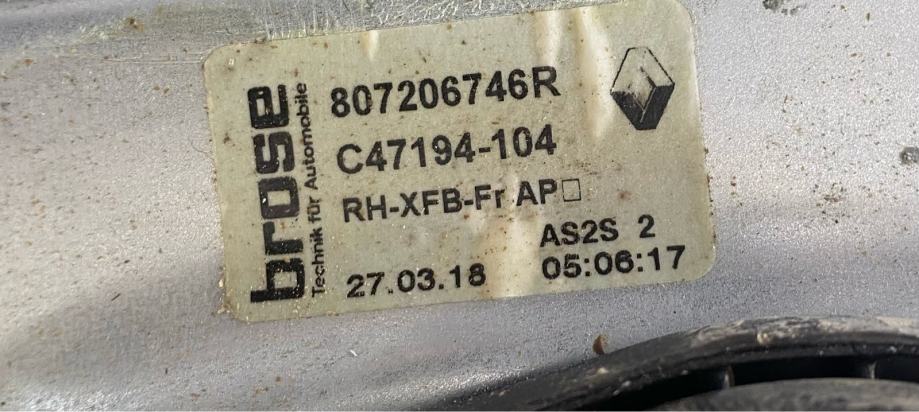 brose
Technik für Automobile
807206746R
C47194-104
RH-XFB-Fr AP□
AS2S 2
27.03.18 05:06:17